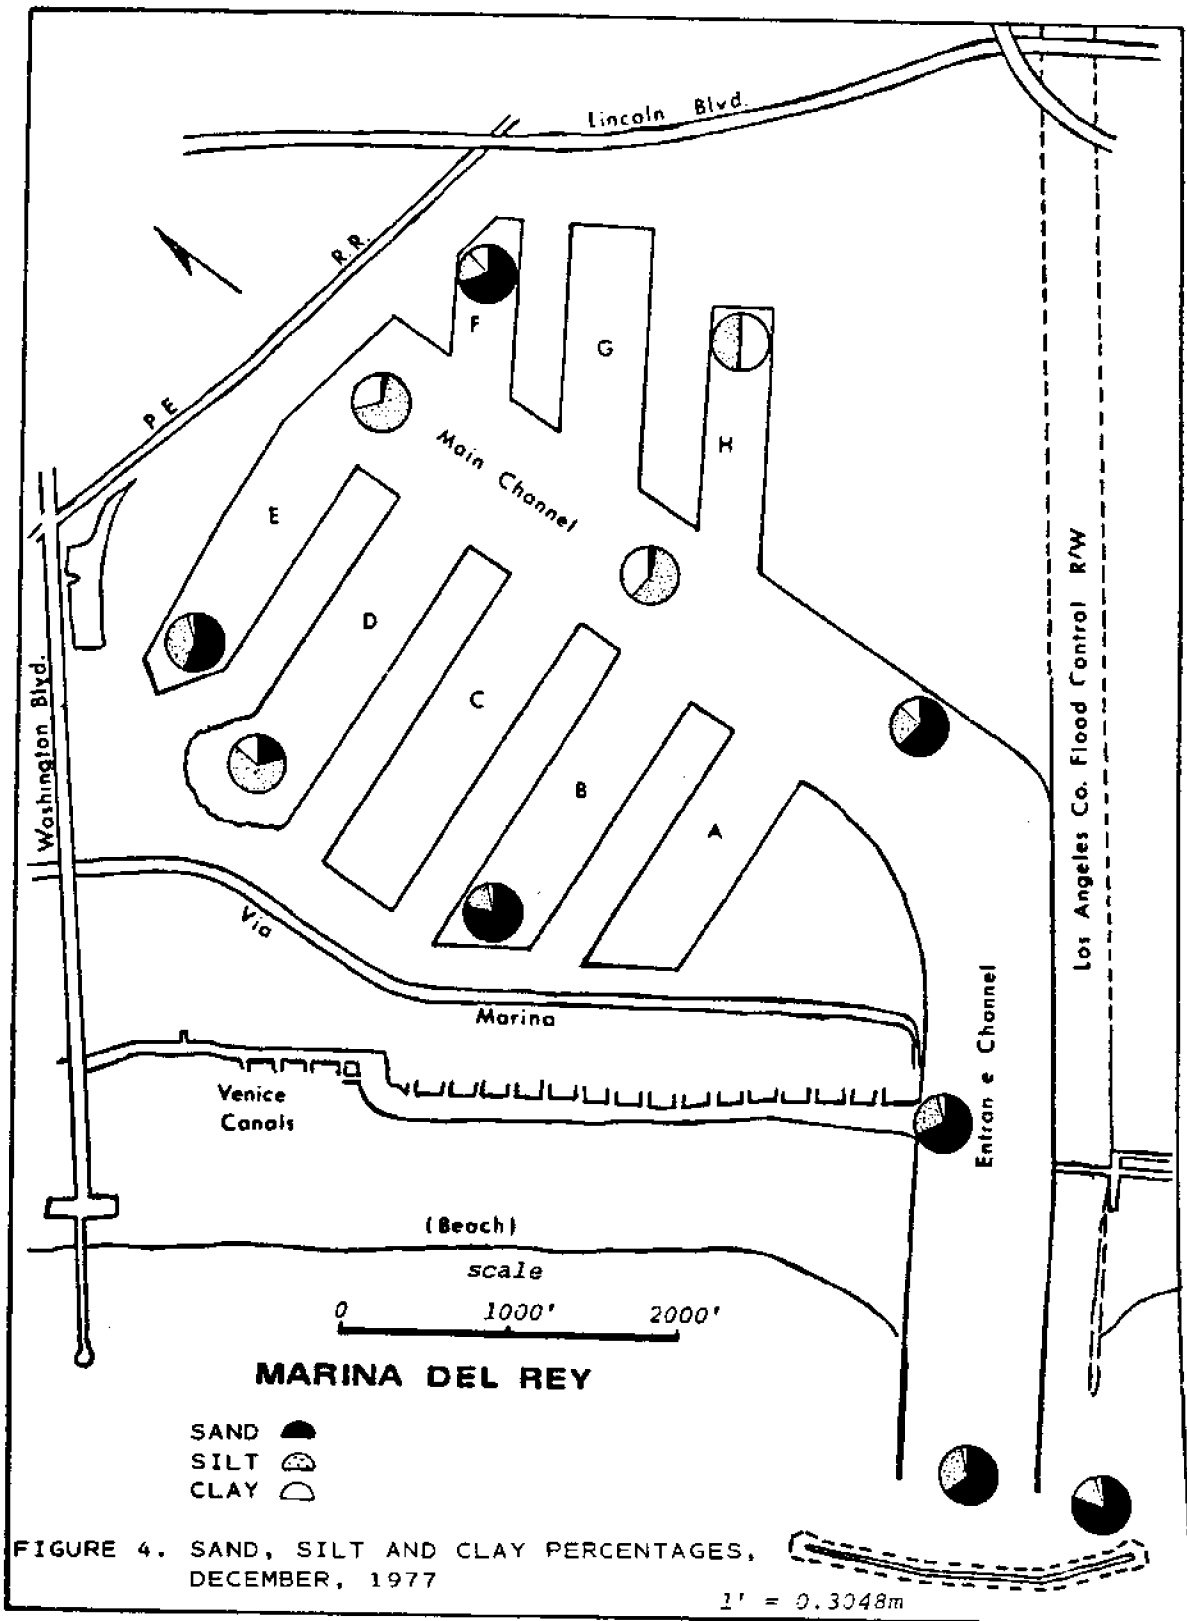 Lincoln Blvd.
R.R.
P E
F
G
H
Main Channel
E
D
C
B
A
Washington Blvd.
Los Angeles Co. Flood Control R/W
Via
Marina
Entran e Channel
Venice
Canals
(Beach)
scale
0 1000' 2000'
MARINA DEL REY
SAND
SILT
CLAY
FIGURE 4. SAND, SILT AND CLAY PERCENTAGES,
DECEMBER, 1977
1' = 0.3048m